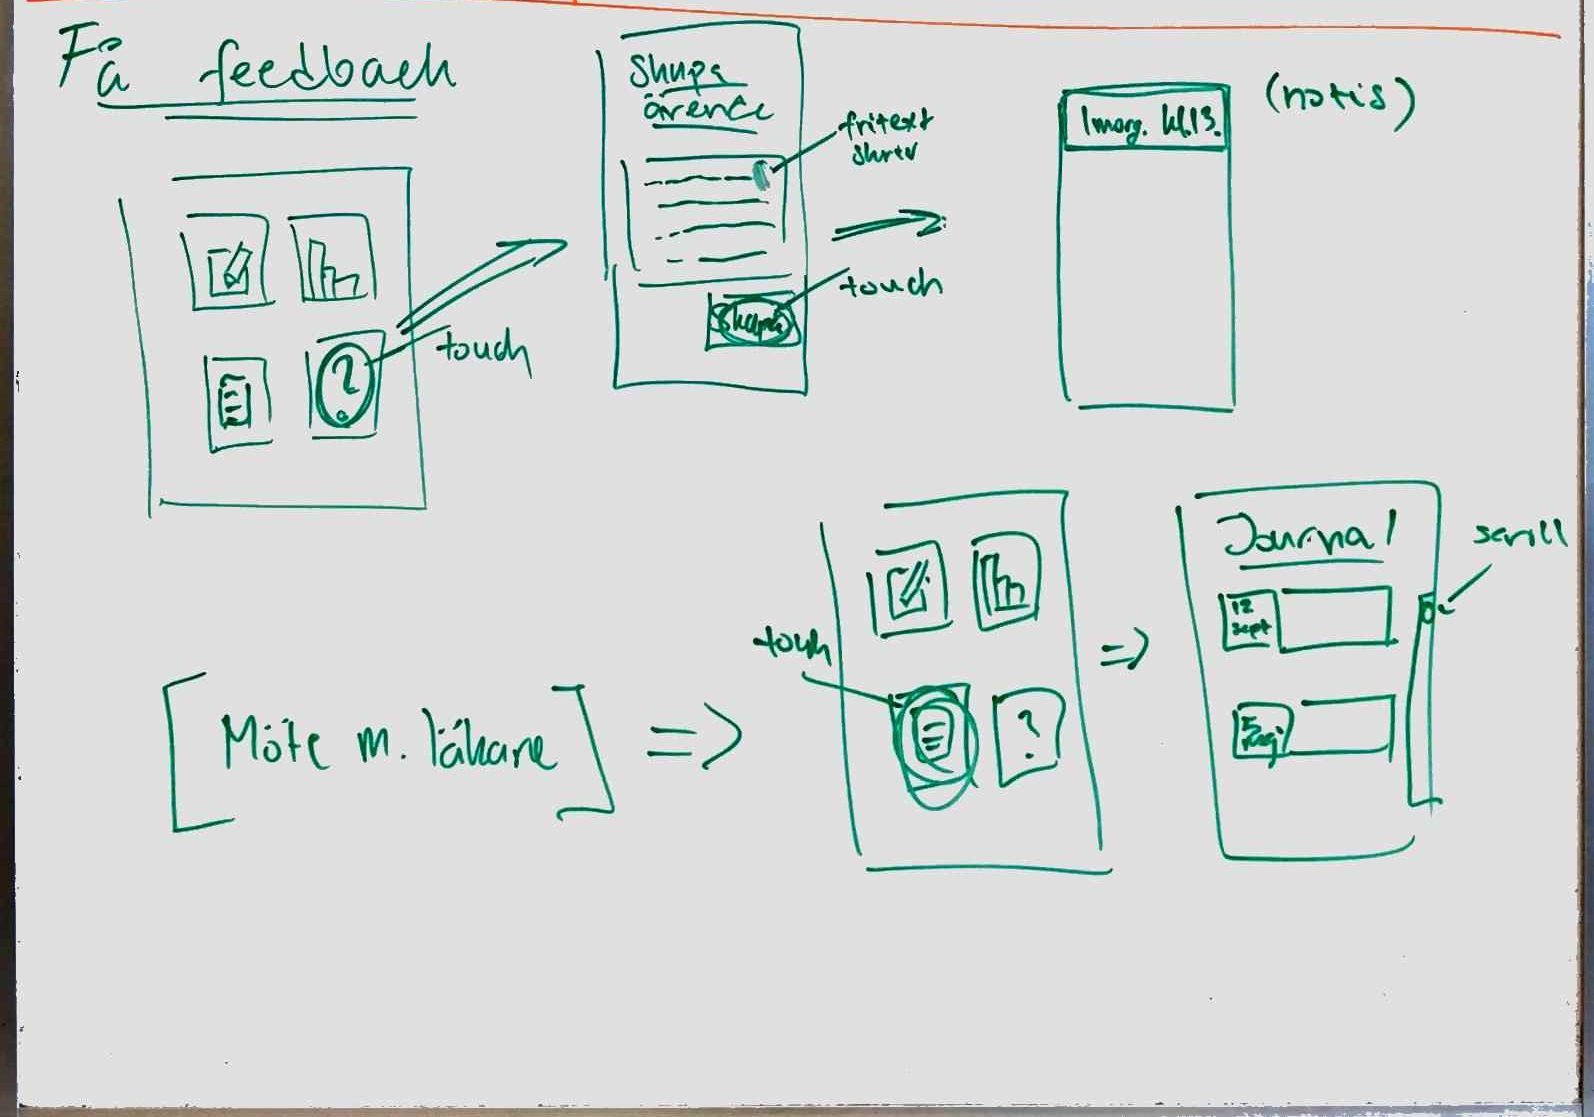 Få feedback
Skapa
ärende
fritext
skriv
touch
Skapa
touch
Imorg. kl.13.
(notis)
[Möte m. läkare] =>
touch
?
=>
Journal
scroll
12
sept
5
maj